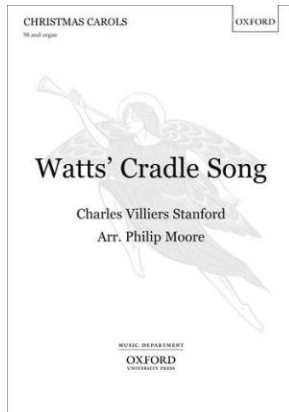 CHRISTMAS CAROLS
OXFORD
SS and organ
Watts' Cradle Song
Charles Villiers Stanford
Arr. Philip Moore
MUSIC DEPARTMENT
OXFORD
UNIVERSITY PRESS